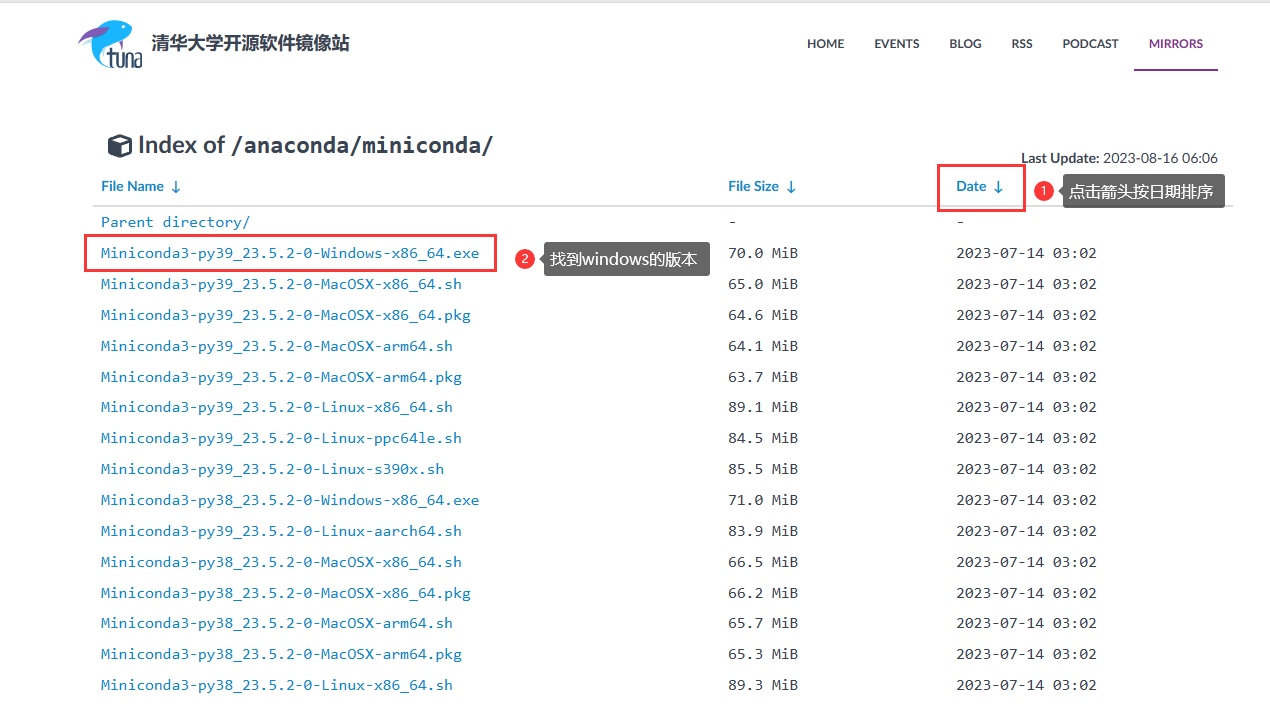 tuna 清华大学开源软件镜像站 HOME EVENTS BLOG RSS PODCAST MIRRORS
Index of /anaconda/miniconda/
Last Update: 2023-08-16 06:06
File Name ↓ File Size ↓ Date ↓ 1 点击箭头按日期排序
Parent directory/ - -
Miniconda3-py39_23.5.2-0-Windows-x86_64.exe 2 找到windows的版本 70.0 MiB 2023-07-14 03:02
Miniconda3-py39_23.5.2-0-MacOSX-x86_64.sh 65.0 MiB 2023-07-14 03:02
Miniconda3-py39_23.5.2-0-MacOSX-x86_64.pkg 64.6 MiB 2023-07-14 03:02
Miniconda3-py39_23.5.2-0-MacOSX-arm64.sh 64.1 MiB 2023-07-14 03:02
Miniconda3-py39_23.5.2-0-MacOSX-arm64.pkg 63.7 MiB 2023-07-14 03:02
Miniconda3-py39_23.5.2-0-Linux-x86_64.sh 89.1 MiB 2023-07-14 03:02
Miniconda3-py39_23.5.2-0-Linux-ppc64le.sh 84.5 MiB 2023-07-14 03:02
Miniconda3-py39_23.5.2-0-Linux-s390x.sh 85.5 MiB 2023-07-14 03:02
Miniconda3-py38_23.5.2-0-Windows-x86_64.exe 71.0 MiB 2023-07-14 03:02
Miniconda3-py39_23.5.2-0-Linux-aarch64.sh 83.9 MiB 2023-07-14 03:02
Miniconda3-py38_23.5.2-0-MacOSX-x86_64.sh 66.5 MiB 2023-07-14 03:02
Miniconda3-py38_23.5.2-0-MacOSX-x86_64.pkg 66.2 MiB 2023-07-14 03:02
Miniconda3-py38_23.5.2-0-MacOSX-arm64.sh 65.7 MiB 2023-07-14 03:02
Miniconda3-py38_23.5.2-0-MacOSX-arm64.pkg 65.3 MiB 2023-07-14 03:02
Miniconda3-py38_23.5.2-0-Linux-x86_64.sh 89.3 MiB 2023-07-14 03:02